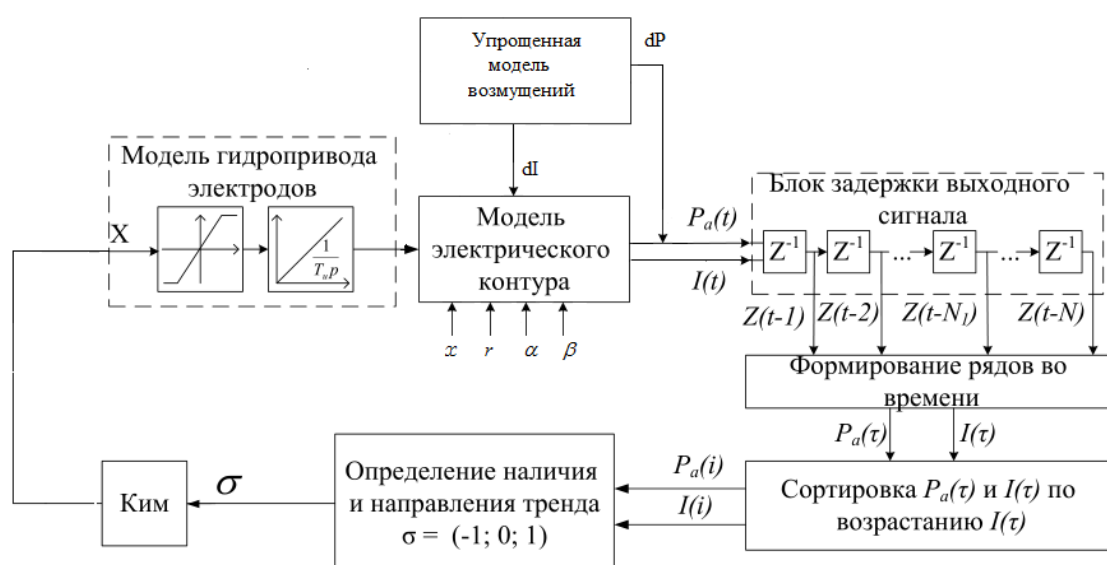 Упрощенная
модель
возмущений
dP
dI
Модель гидропривода
электродов
X
1
Tиp
Модель
электрического
контура
x r α β
Pa(t)
I(t)
Блок задержки выходного
сигнала
Z-1 Z-1 ... Z-1 ... Z-1
Z(t-1) Z(t-2) Z(t-N1) Z(t-N)
Формирование рядов во
времени
Pa(τ) I(τ)
Сортировка Pa(τ) и I(τ) по
возрастанию I(τ)
Pa(i)
I(i)
Определение наличия
и направления тренда
σ = (-1; 0; 1)
σ
Ким